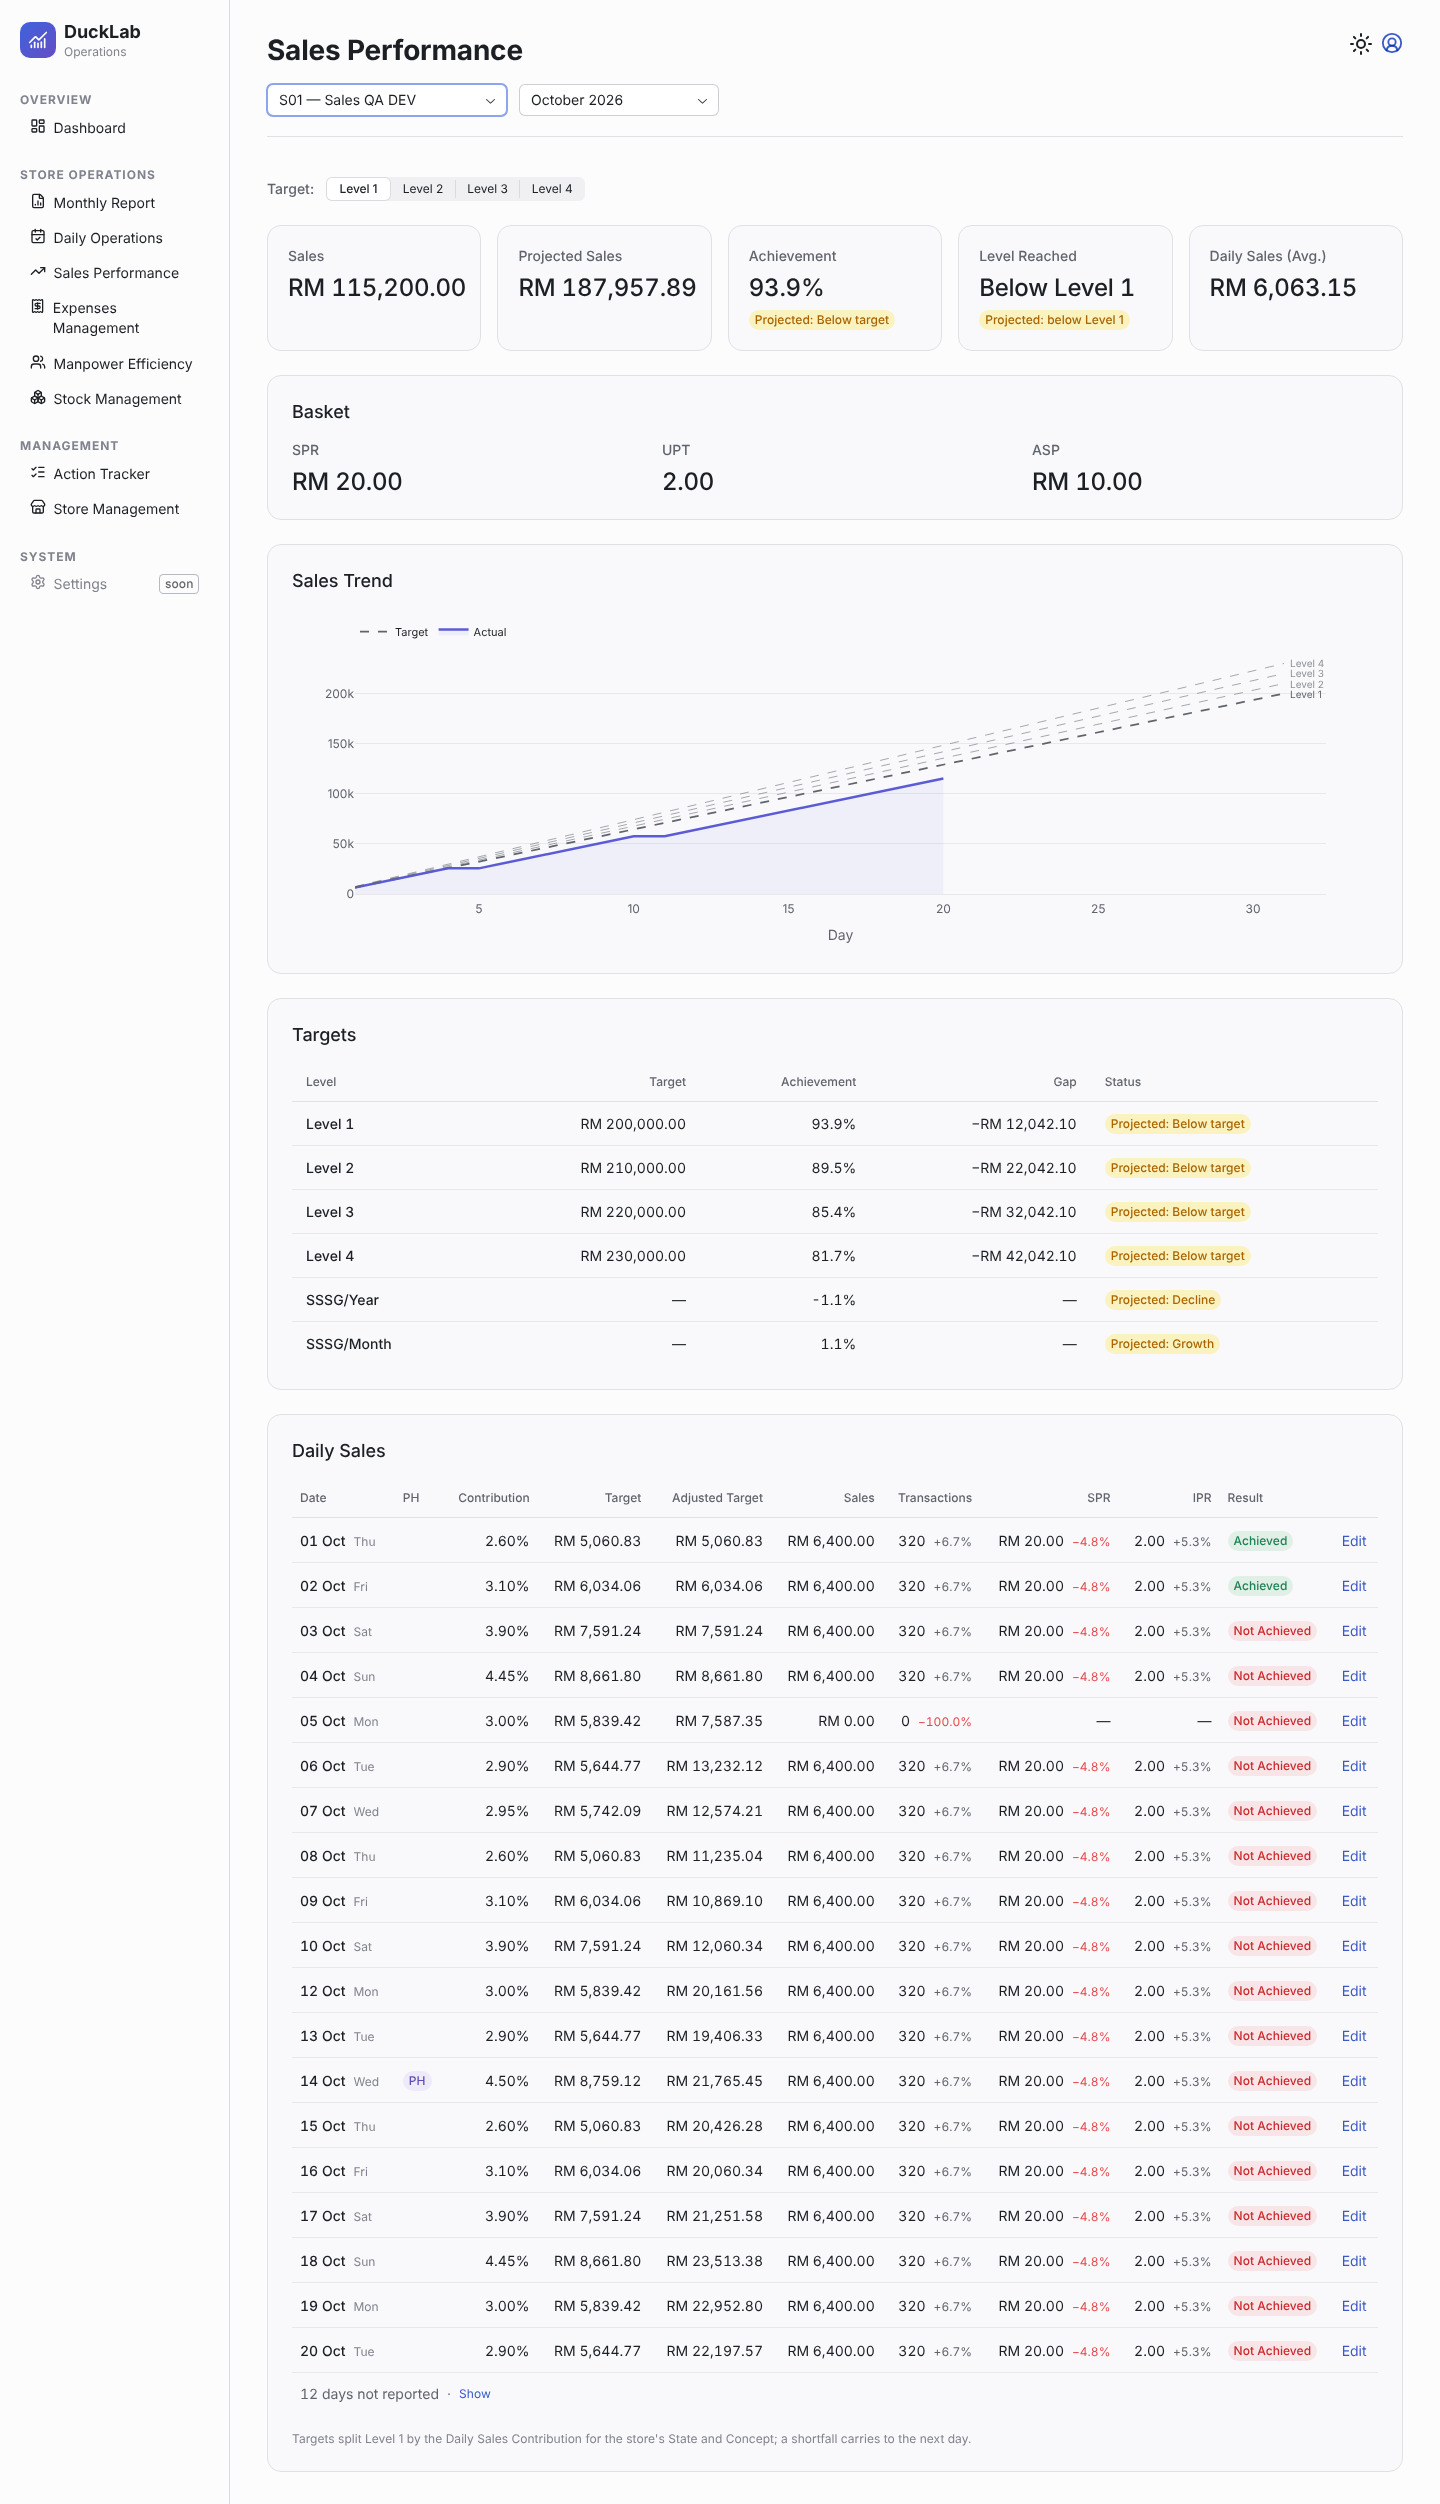 DuckLab
Operations
OVERVIEW
Dashboard
STORE OPERATIONS
Monthly Report
Daily Operations
Sales Performance
Expenses
Management
Manpower Efficiency
Stock Management
MANAGEMENT
Action Tracker
Store Management
SYSTEM
Settings soon
Sales Performance
S01 — Sales QA DEV October 2026
Target: Level 1 Level 2 Level 3 Level 4
Sales Projected Sales Achievement Level Reached Daily Sales (Avg.)
RM 115,200.00 RM 187,957.89 93.9% Below Level 1 RM 6,063.15
Projected: Below target Projected: below Level 1
Basket
SPR UPT ASP
RM 20.00 2.00 RM 10.00
Sales Trend
Target Actual
Level 4
Level 3
Level 2
Level 1
200k
150k
100k
50k
0
5 10 15 20 25 30
Day
Targets
Level Target Achievement Gap Status
Level 1 RM 200,000.00 93.9% −RM 12,042.10 Projected: Below target
Level 2 RM 210,000.00 89.5% −RM 22,042.10 Projected: Below target
Level 3 RM 220,000.00 85.4% −RM 32,042.10 Projected: Below target
Level 4 RM 230,000.00 81.7% −RM 42,042.10 Projected: Below target
SSSG/Year — -1.1% — Projected: Decline
SSSG/Month — 1.1% — Projected: Growth
Daily Sales
Date PH Contribution Target Adjusted Target Sales Transactions SPR IPR Result
01 Oct Thu 2.60% RM 5,060.83 RM 5,060.83 RM 6,400.00 320 +6.7% RM 20.00 −4.8% 2.00 +5.3% Achieved Edit
02 Oct Fri 3.10% RM 6,034.06 RM 6,034.06 RM 6,400.00 320 +6.7% RM 20.00 −4.8% 2.00 +5.3% Achieved Edit
03 Oct Sat 3.90% RM 7,591.24 RM 7,591.24 RM 6,400.00 320 +6.7% RM 20.00 −4.8% 2.00 +5.3% Not Achieved Edit
04 Oct Sun 4.45% RM 8,661.80 RM 8,661.80 RM 6,400.00 320 +6.7% RM 20.00 −4.8% 2.00 +5.3% Not Achieved Edit
05 Oct Mon 3.00% RM 5,839.42 RM 7,587.35 RM 0.00 0 −100.0% — — Not Achieved Edit
06 Oct Tue 2.90% RM 5,644.77 RM 13,232.12 RM 6,400.00 320 +6.7% RM 20.00 −4.8% 2.00 +5.3% Not Achieved Edit
07 Oct Wed 2.95% RM 5,742.09 RM 12,574.21 RM 6,400.00 320 +6.7% RM 20.00 −4.8% 2.00 +5.3% Not Achieved Edit
08 Oct Thu 2.60% RM 5,060.83 RM 11,235.04 RM 6,400.00 320 +6.7% RM 20.00 −4.8% 2.00 +5.3% Not Achieved Edit
09 Oct Fri 3.10% RM 6,034.06 RM 10,869.10 RM 6,400.00 320 +6.7% RM 20.00 −4.8% 2.00 +5.3% Not Achieved Edit
10 Oct Sat 3.90% RM 7,591.24 RM 12,060.34 RM 6,400.00 320 +6.7% RM 20.00 −4.8% 2.00 +5.3% Not Achieved Edit
12 Oct Mon 3.00% RM 5,839.42 RM 20,161.56 RM 6,400.00 320 +6.7% RM 20.00 −4.8% 2.00 +5.3% Not Achieved Edit
13 Oct Tue 2.90% RM 5,644.77 RM 19,406.33 RM 6,400.00 320 +6.7% RM 20.00 −4.8% 2.00 +5.3% Not Achieved Edit
14 Oct Wed PH 4.50% RM 8,759.12 RM 21,765.45 RM 6,400.00 320 +6.7% RM 20.00 −4.8% 2.00 +5.3% Not Achieved Edit
15 Oct Thu 2.60% RM 5,060.83 RM 20,426.28 RM 6,400.00 320 +6.7% RM 20.00 −4.8% 2.00 +5.3% Not Achieved Edit
16 Oct Fri 3.10% RM 6,034.06 RM 20,060.34 RM 6,400.00 320 +6.7% RM 20.00 −4.8% 2.00 +5.3% Not Achieved Edit
17 Oct Sat 3.90% RM 7,591.24 RM 21,251.58 RM 6,400.00 320 +6.7% RM 20.00 −4.8% 2.00 +5.3% Not Achieved Edit
18 Oct Sun 4.45% RM 8,661.80 RM 23,513.38 RM 6,400.00 320 +6.7% RM 20.00 −4.8% 2.00 +5.3% Not Achieved Edit
19 Oct Mon 3.00% RM 5,839.42 RM 22,952.80 RM 6,400.00 320 +6.7% RM 20.00 −4.8% 2.00 +5.3% Not Achieved Edit
20 Oct Tue 2.90% RM 5,644.77 RM 22,197.57 RM 6,400.00 320 +6.7% RM 20.00 −4.8% 2.00 +5.3% Not Achieved Edit
12 days not reported · Show
Targets split Level 1 by the Daily Sales Contribution for the store's State and Concept; a shortfall carries to the next day.